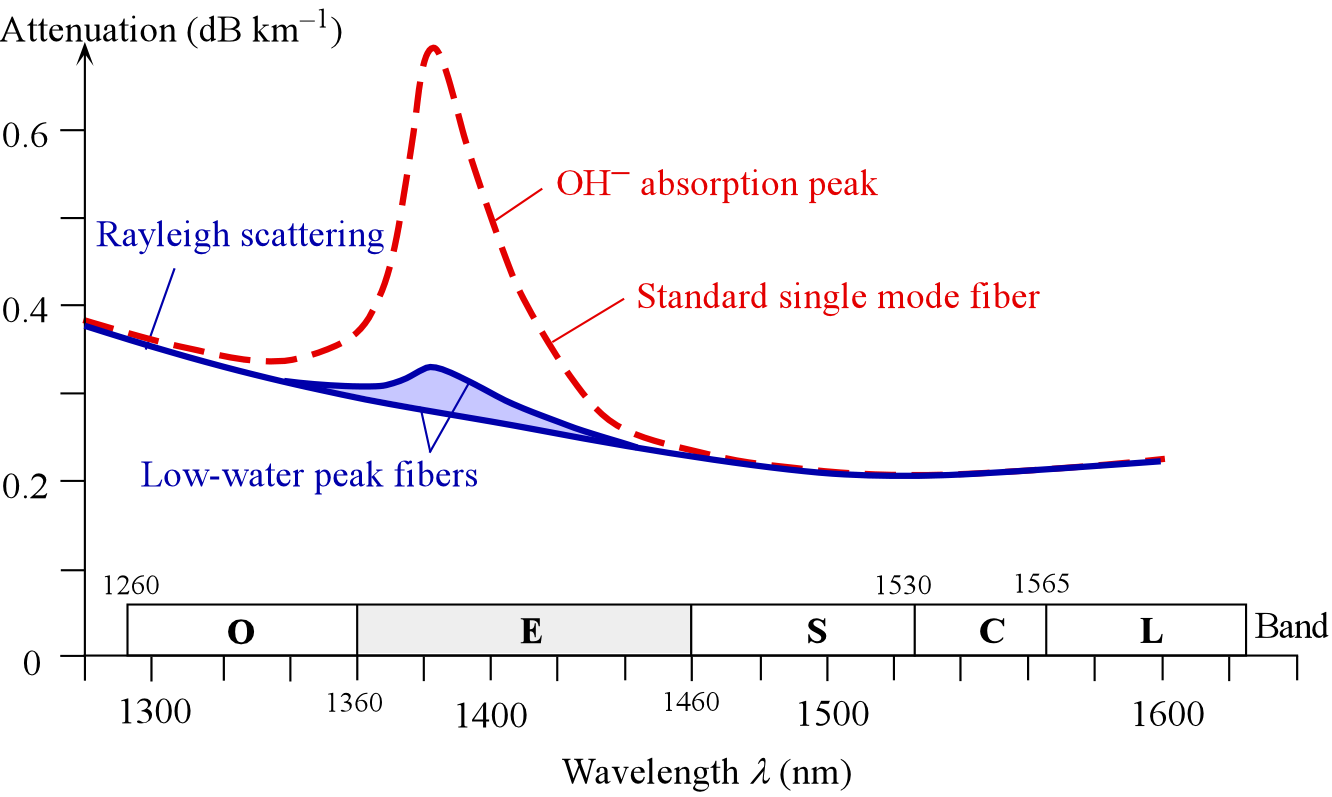 Attenuation (dB km⁻¹)
0.6
OH⁻ absorption peak
Rayleigh scattering
Standard single mode fiber
0.4
Low-water peak fibers
0.2
1260
1530
1565
O
E
S
C
L
Band
0
1300
1360
1400
1460
1500
1600
Wavelength λ (nm)